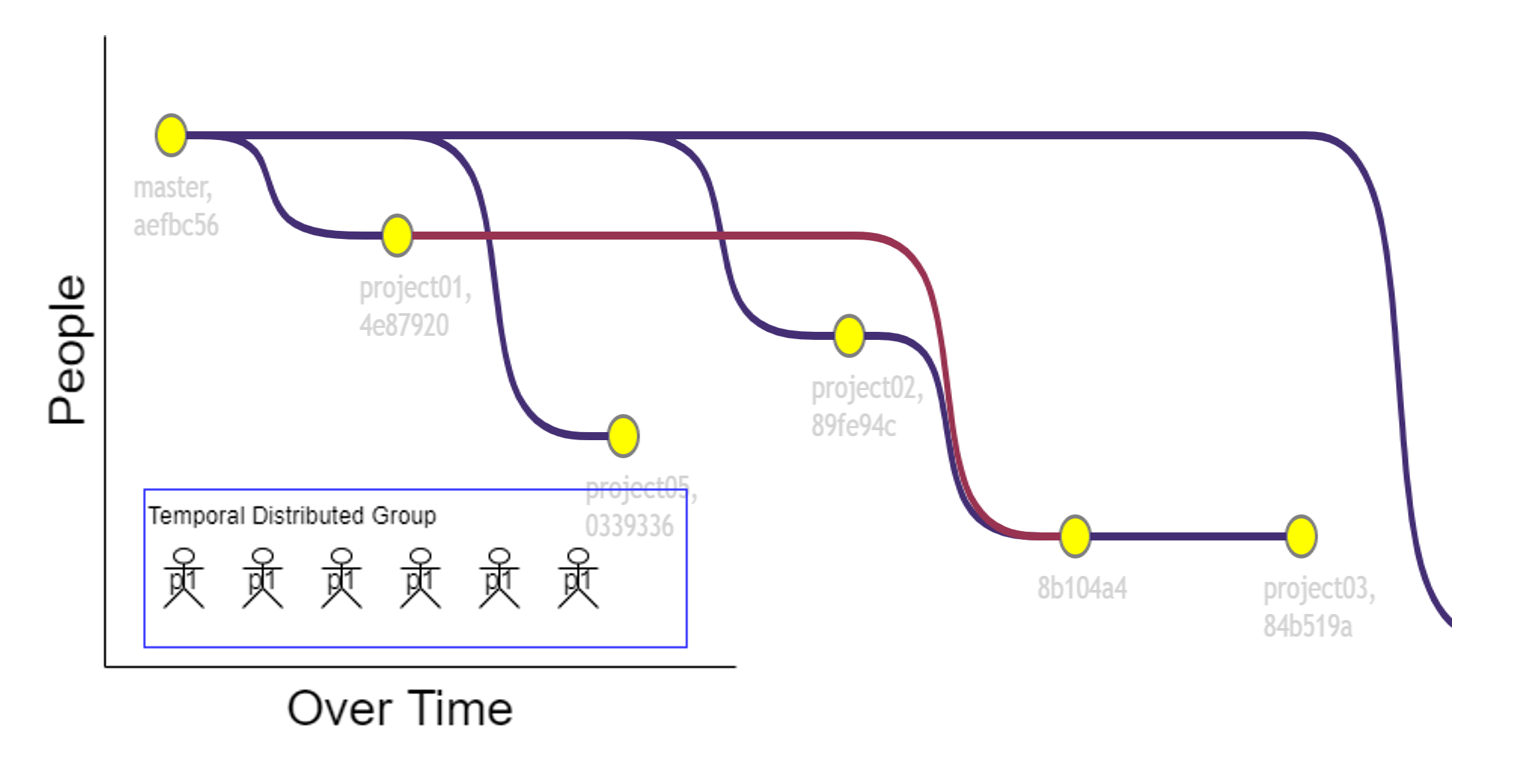 master,
aefbc56
project01,
4e87920
People
project02,
89fe94c
project05,
0339336
Temporal Distributed Group
p1 p1 p1 p1 p1 p1
8b104a4
project03,
84b519a
Over Time